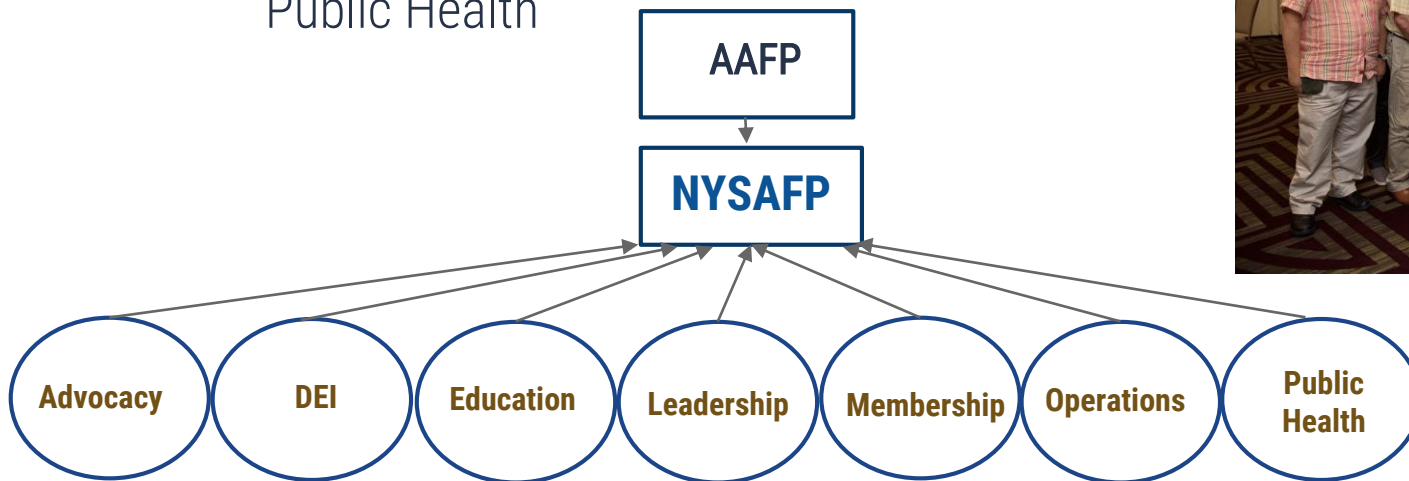 Public Health
AAFP
NYSAFP
Advocacy
DEI
Education
Leadership
Membership
Operations
Public
Health